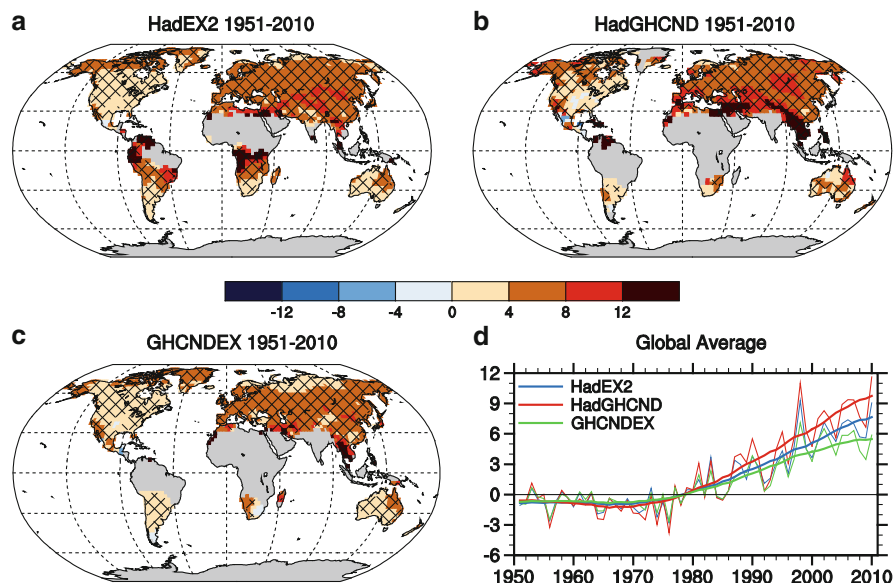 a
HadEX2 1951-2010
b
HadGHCND 1951-2010
-12 -8 -4 0 4 8 12
c
GHCNDEX 1951-2010
d
Global Average
12
9
6
3
0
-3
-6
HadEX2
HadGHCND
GHCNDEX
1950 1960 1970 1980 1990 2000 2010